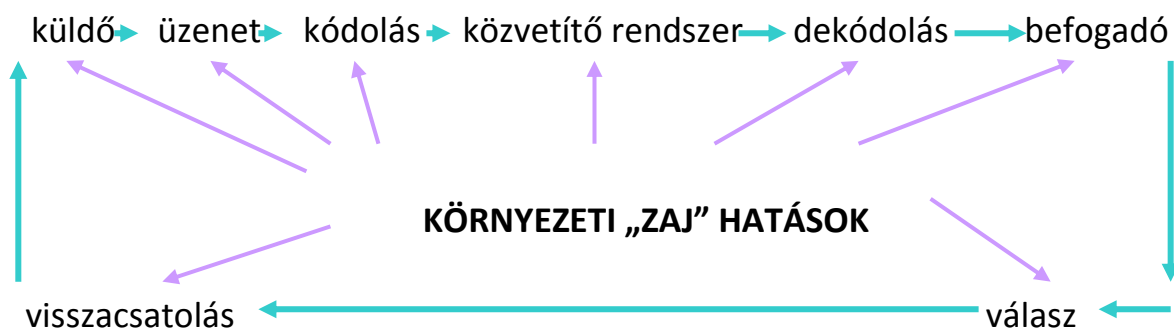 küldő üzenet kódolás közvetítő rendszer dekódolás befogadó
KÖRNYEZETI „ZAJ” HATÁSOK
visszacsatolás válasz